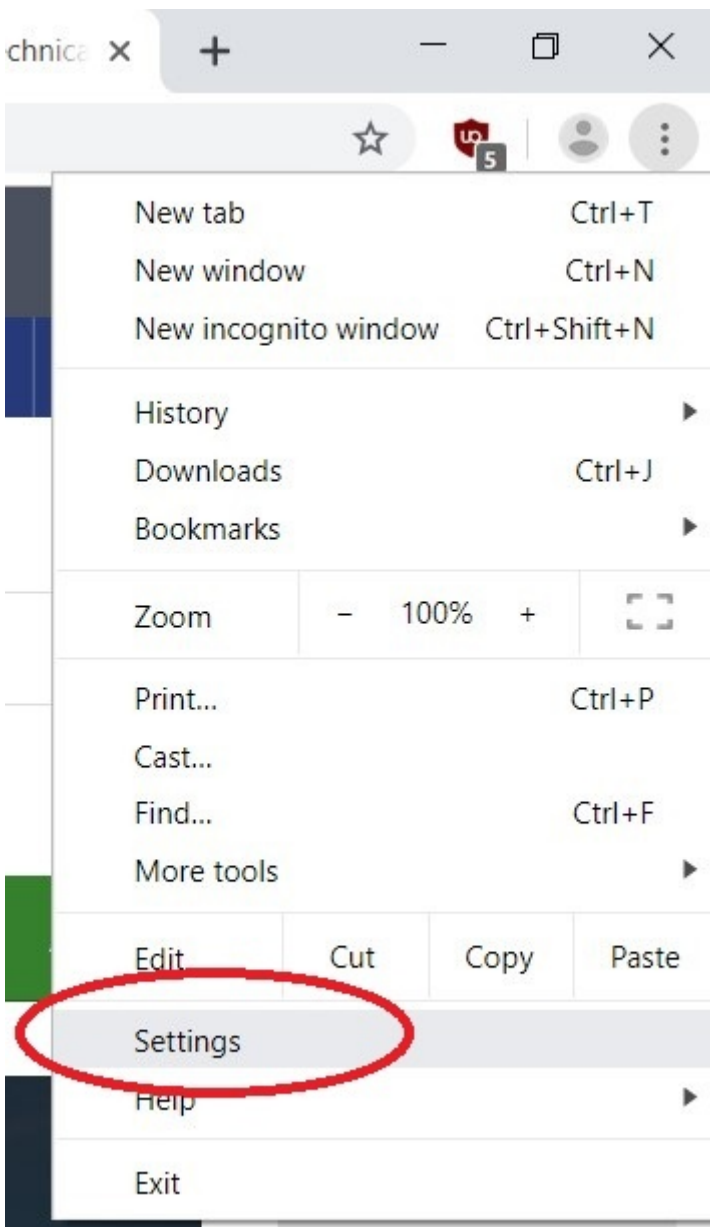 New tab Ctrl+T
New window Ctrl+N
New incognito window Ctrl+Shift+N
History
Downloads Ctrl+J
Bookmarks
Zoom - 100% +
Print... Ctrl+P
Cast...
Find... Ctrl+F
More tools
Edit Cut Copy Paste
Settings
Help
Exit